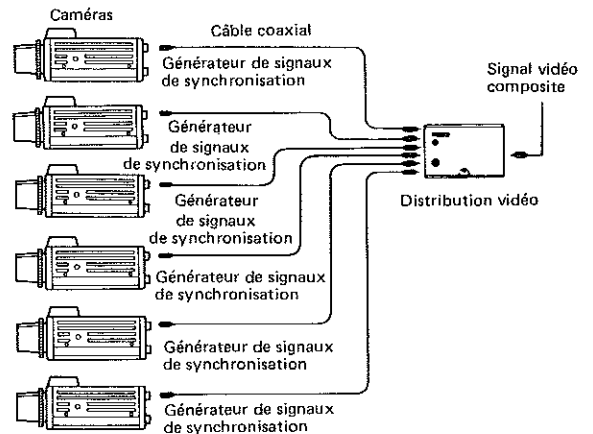 Caméras
Câble coaxial
Générateur de signaux
de synchronisation
Signal vidéo
composite
Générateur
de signaux
de synchronisation
Distribution vidéo
Générateur
de signaux
de synchronisation
Générateur de signaux
de synchronisation
Générateur de signaux
de synchronisation
Générateur de signaux
de synchronisation